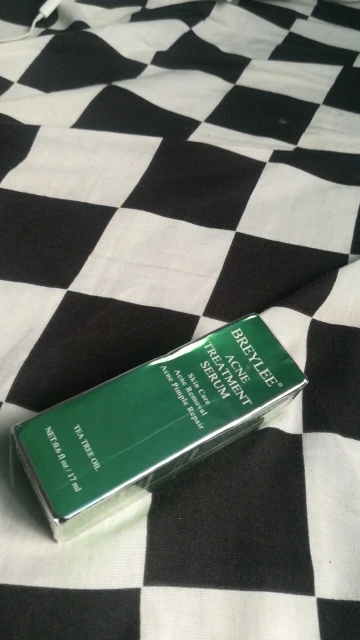 BREYLEE®
ACNE
TREATMENT
SERUM
Skin Care
Acne Removal
Acne Pimple Repair
TEA TREE OIL
NET:0.6 fl oz / 17 ml